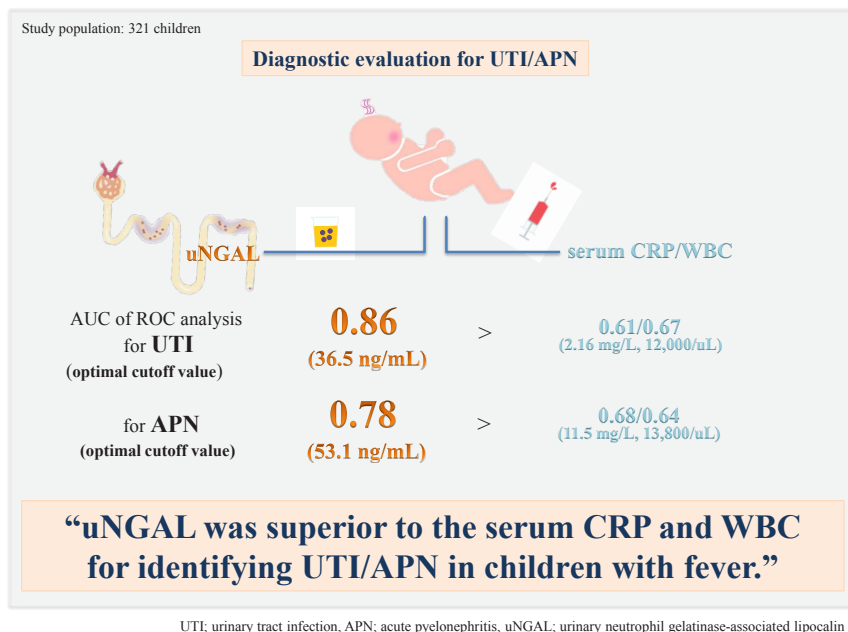 Study population: 321 children
Diagnostic evaluation for UTI/APN
uNGAL
serum CRP/WBC
AUC of ROC analysis
for UTI
(optimal cutoff value)
0.86
(36.5 ng/mL)
>
0.61/0.67
(2.16 mg/L, 12,000/uL)
for APN
(optimal cutoff value)
0.78
(53.1 ng/mL)
>
0.68/0.64
(11.5 mg/L, 13,800/uL)
“uNGAL was superior to the serum CRP and WBC
for identifying UTI/APN in children with fever.”
UTI; urinary tract infection, APN; acute pyelonephritis, uNGAL; urinary neutrophil gelatinase-associated lipocalin